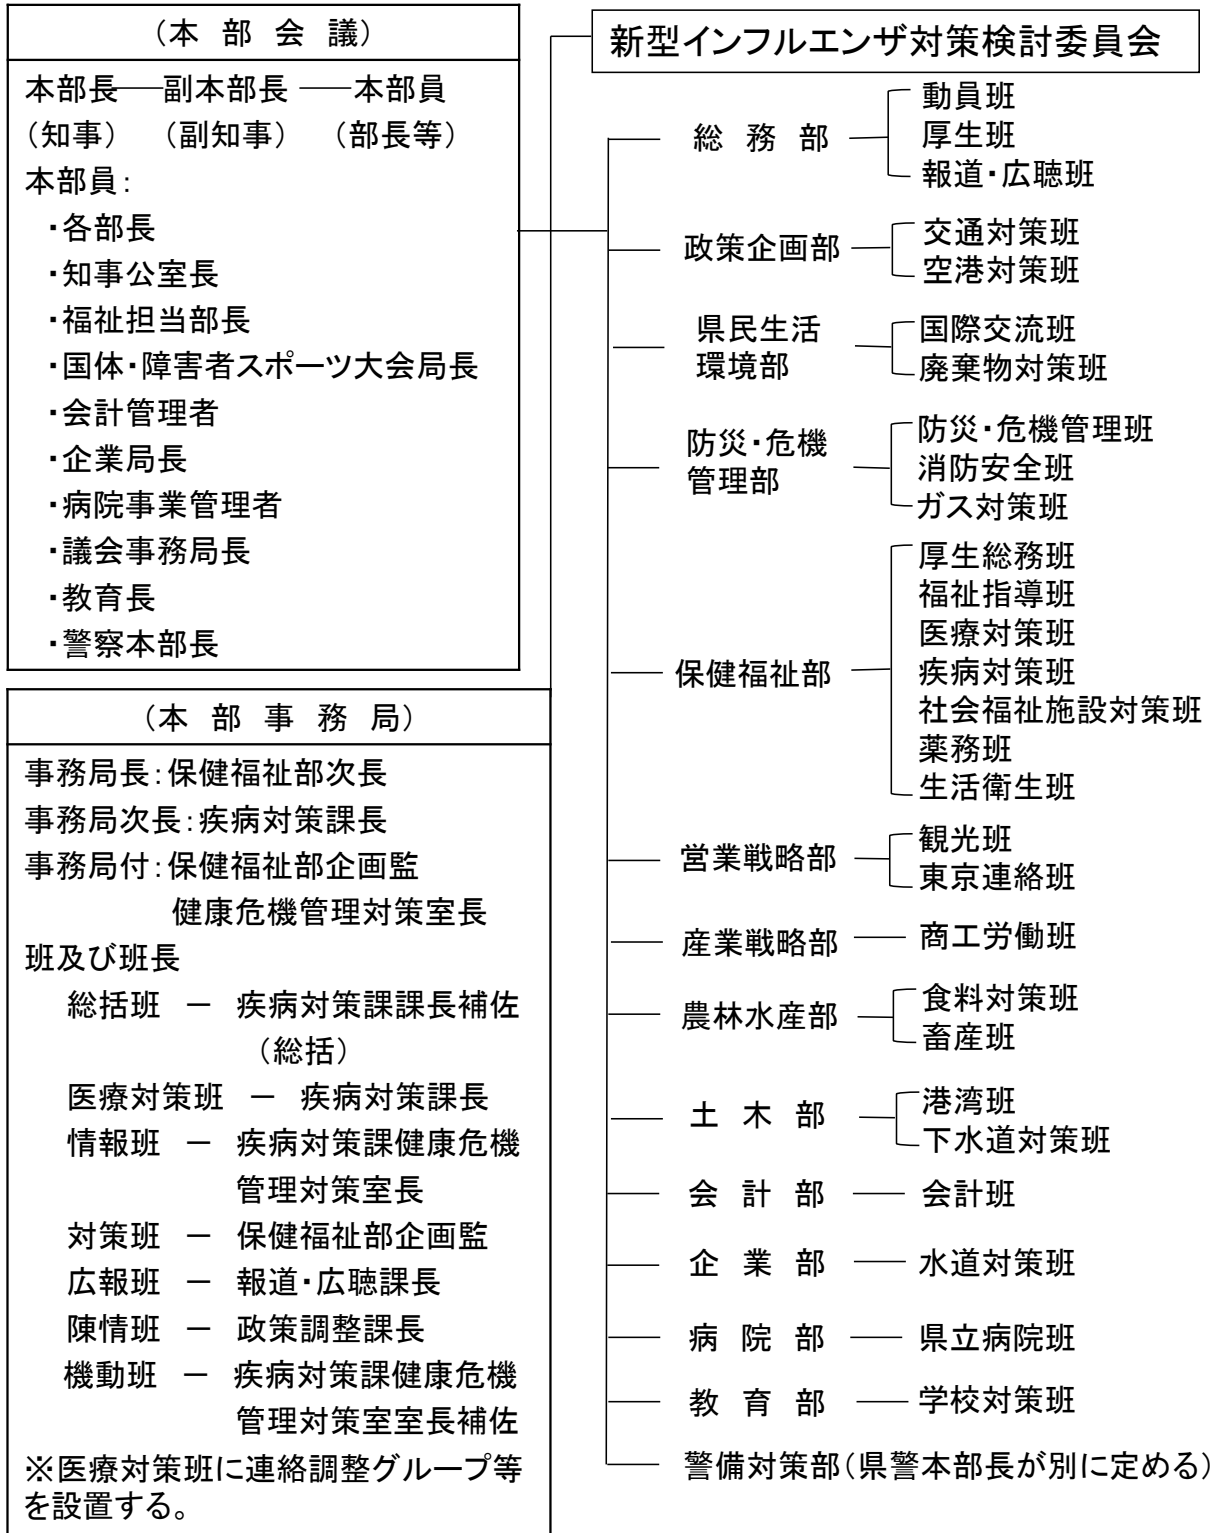 （本 部 会 議）
本部長──副本部長──本部員
（知事）　（副知事）　（部長等）
本部員：
・各部長
・知事公室長
・福祉担当部長
・国体・障害者スポーツ大会局長
・会計管理者
・企業局長
・病院事業管理者
・議会事務局長
・教育長
・警察本部長
（本 部 事 務 局）
事務局長：保健福祉部次長
事務局次長：疾病対策課長
事務局付：保健福祉部企画監
健康危機管理対策室長
班及び班長
総括班 － 疾病対策課課長補佐
（総括）
医療対策班 － 疾病対策課長
情報班 － 疾病対策課健康危機
管理対策室長
対策班 － 保健福祉部企画監
広報班 － 報道・広聴課長
陳情班 － 政策調整課長
機動班 － 疾病対策課健康危機
管理対策室室長補佐
※医療対策班に連絡調整グループ等
を設置する。
新型インフルエンザ対策検討委員会
総 務 部
動員班
厚生班
報道・広聴班
政策企画部
交通対策班
空港対策班
県民生活
環境部
国際交流班
廃棄物対策班
防災・危機
管理部
防災・危機管理班
消防安全班
ガス対策班
保健福祉部
厚生総務班
福祉指導班
医療対策班
疾病対策班
社会福祉施設対策班
薬務班
生活衛生班
営業戦略部
観光班
東京連絡班
産業戦略部
商工労働班
農林水産部
食料対策班
畜産班
土 木 部
港湾班
下水道対策班
会 計 部
会計班
企 業 部
水道対策班
病 院 部
県立病院班
教 育 部
学校対策班
警備対策部（県警本部長が別に定める）